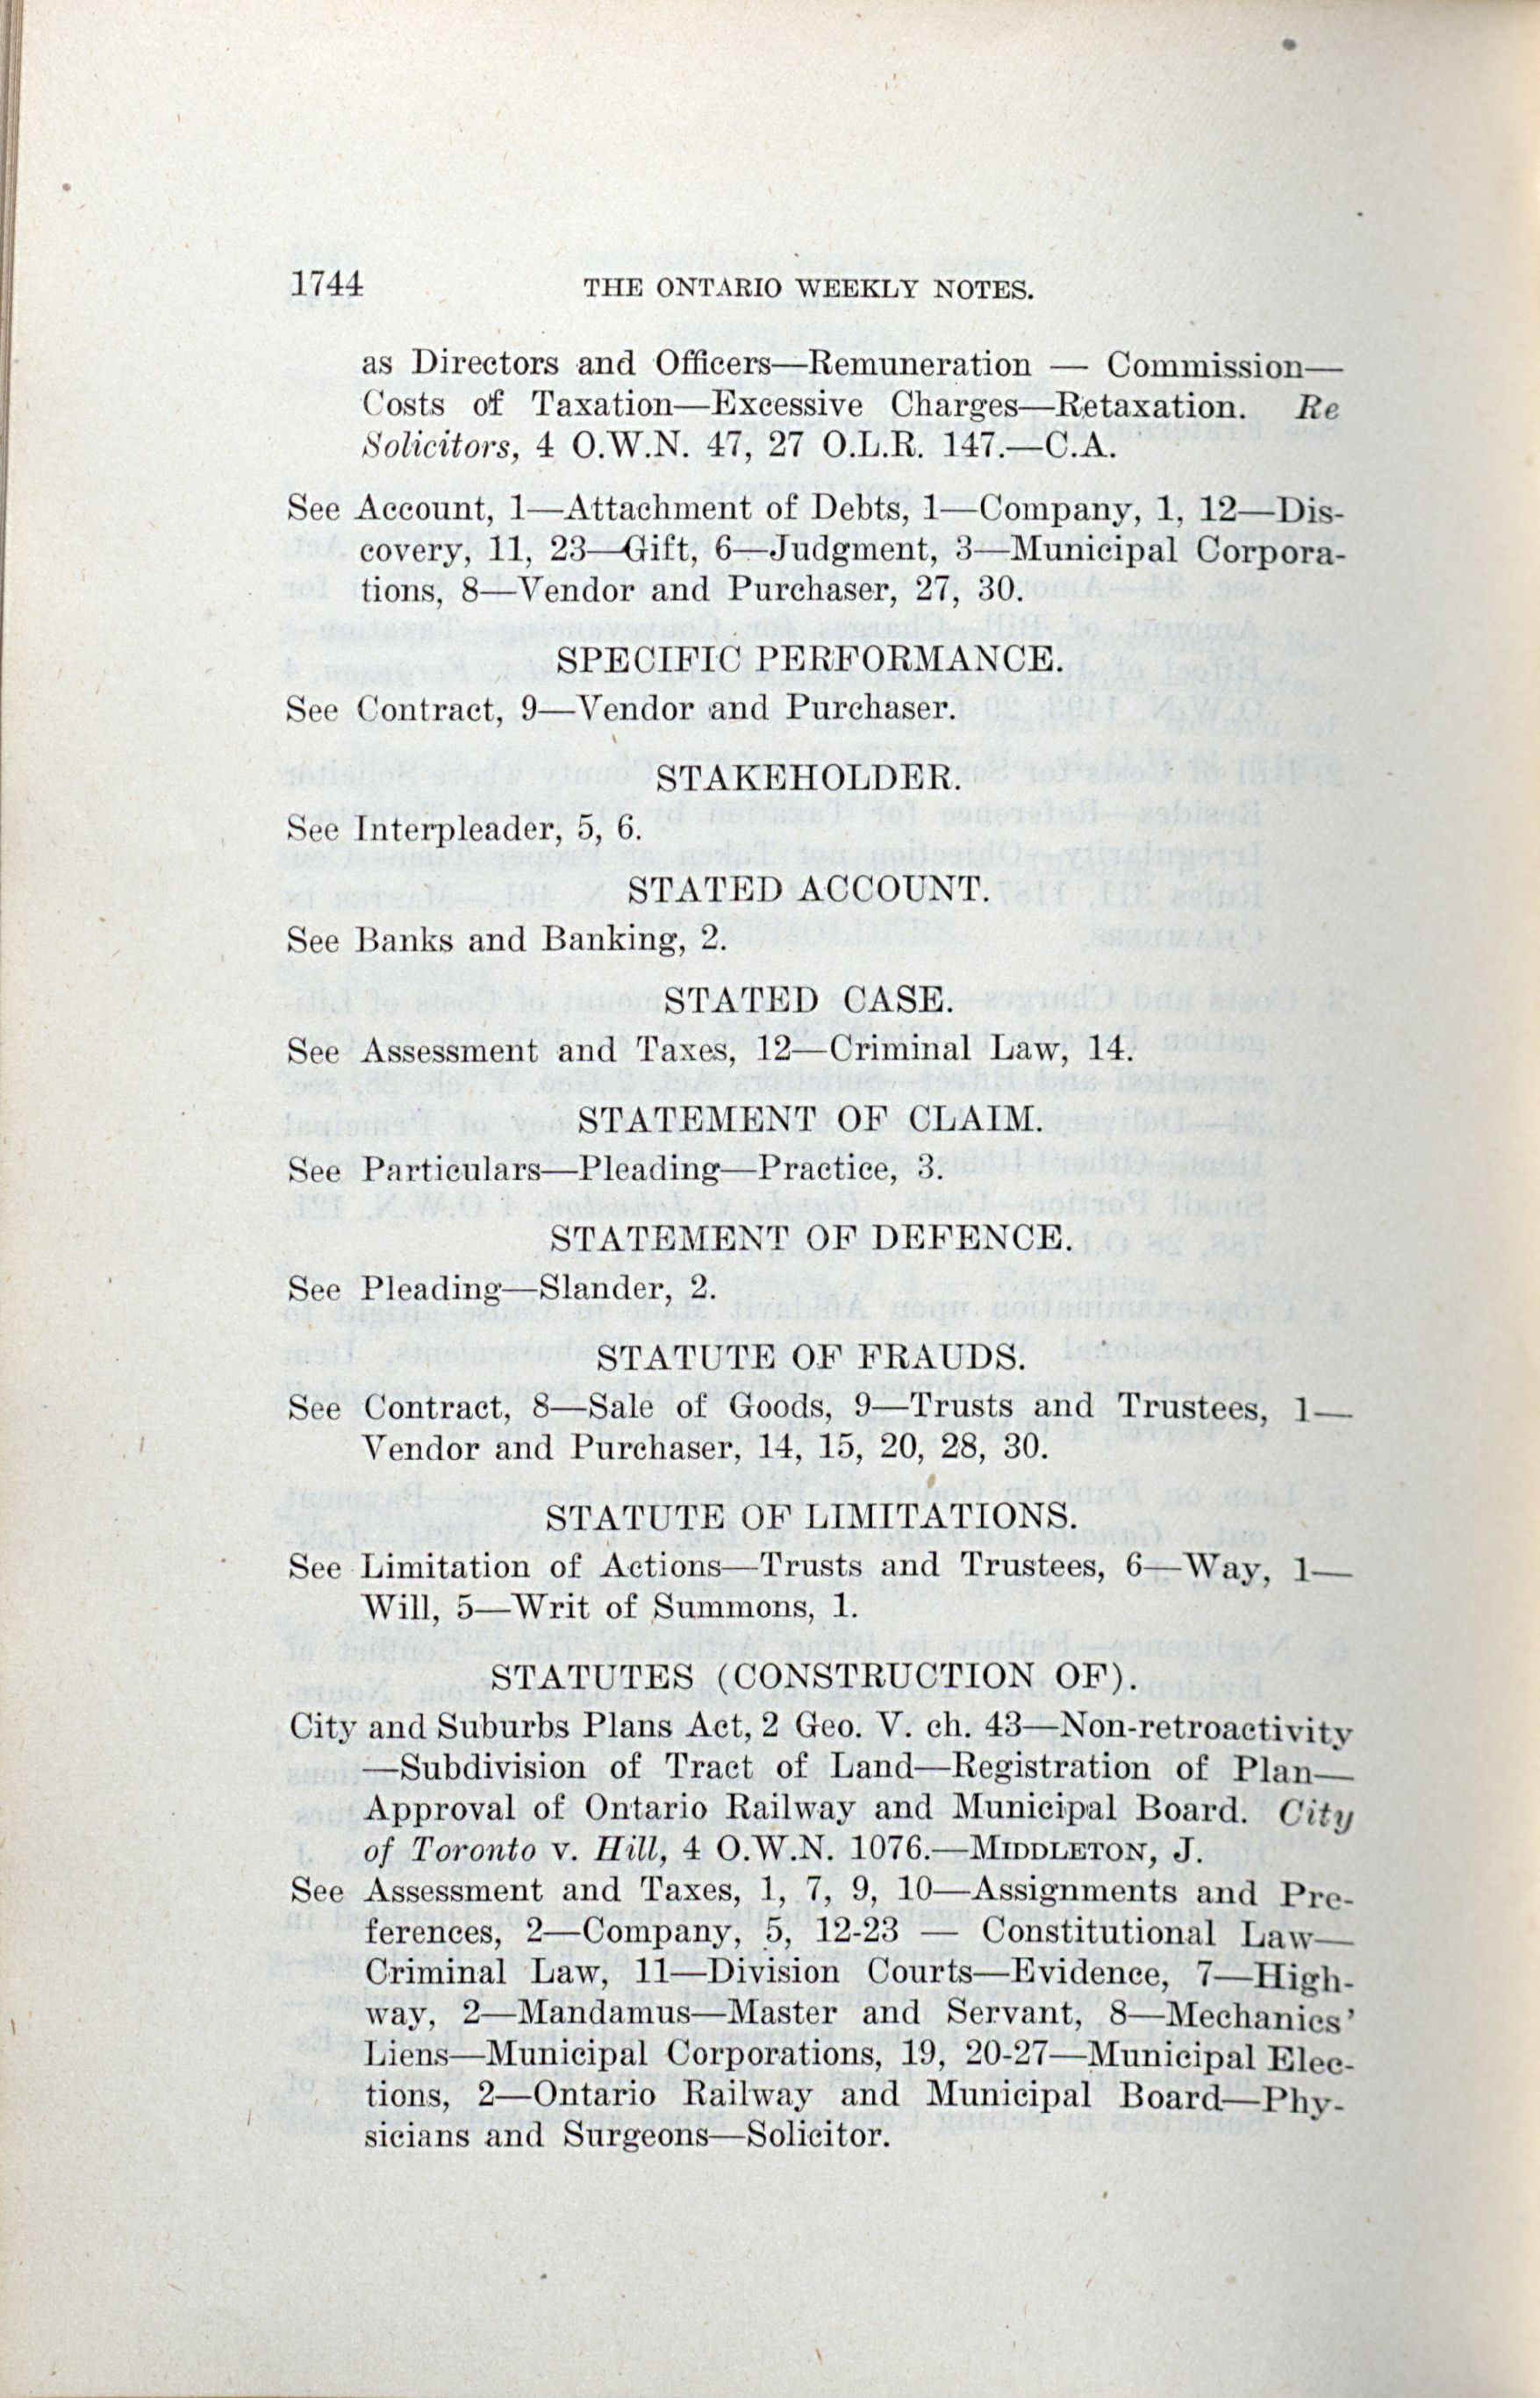 1744 THE ONTARIO WEEKLY NOTES.
as Directors and Officers—Remuneration — Commission—
Costs of Taxation—Excessive Charges—Retaxation. Re
Solicitors, 4 O.W.N. 47, 27 O.L.R. 147.—C.A.
See Account, 1—Attachment of Debts, 1—Company, 1, 12—Dis-
covery, 11, 23—Gift, 6—Judgment, 3—Municipal Corpora-
tions, 8—Vendor and Purchaser, 27, 30.
SPECIFIC PERFORMANCE.
See Contract, 9—Vendor and Purchaser.
STAKEHOLDER.
See Interpleader, 5, 6.
STATED ACCOUNT.
See Banks and Banking, 2.
STATED CASE.
See Assessment and Taxes, 12—Criminal Law, 14.
STATEMENT OF CLAIM.
See Particulars—Pleading—Practice, 3.
STATEMENT OF DEFENCE.
See Pleading—Slander, 2.
STATUTE OF FRAUDS.
See Contract, 8—Sale of Goods, 9—Trusts and Trustees, 1—
Vendor and Purchaser, 14, 15, 20, 28, 30.
STATUTE OF LIMITATIONS.
See Limitation of Actions—Trusts and Trustees, 6—Way, 1—
Will, 5—Writ of Summons, 1.
STATUTES (CONSTRUCTION OF).
City and Suburbs Plans Act, 2 Geo. V. ch. 43—Non-retroactivity
—Subdivision of Tract of Land—Registration of Plan—
Approval of Ontario Railway and Municipal Board. City
of Toronto v. Hill, 4 O.W.N. 1076.—MIDDLETON, J.
See Assessment and Taxes, 1, 7, 9, 10—Assignments and Pre-
ferences, 2—Company, 5, 12-23 — Constitutional Law—
Criminal Law, 11—Division Courts—Evidence, 7—High-
way, 2—Mandamus—Master and Servant, 8—Mechanics'
Liens—Municipal Corporations, 19, 20-27—Municipal Elec-
tions, 2—Ontario Railway and Municipal Board—Phy-
sicians and Surgeons—Solicitor.